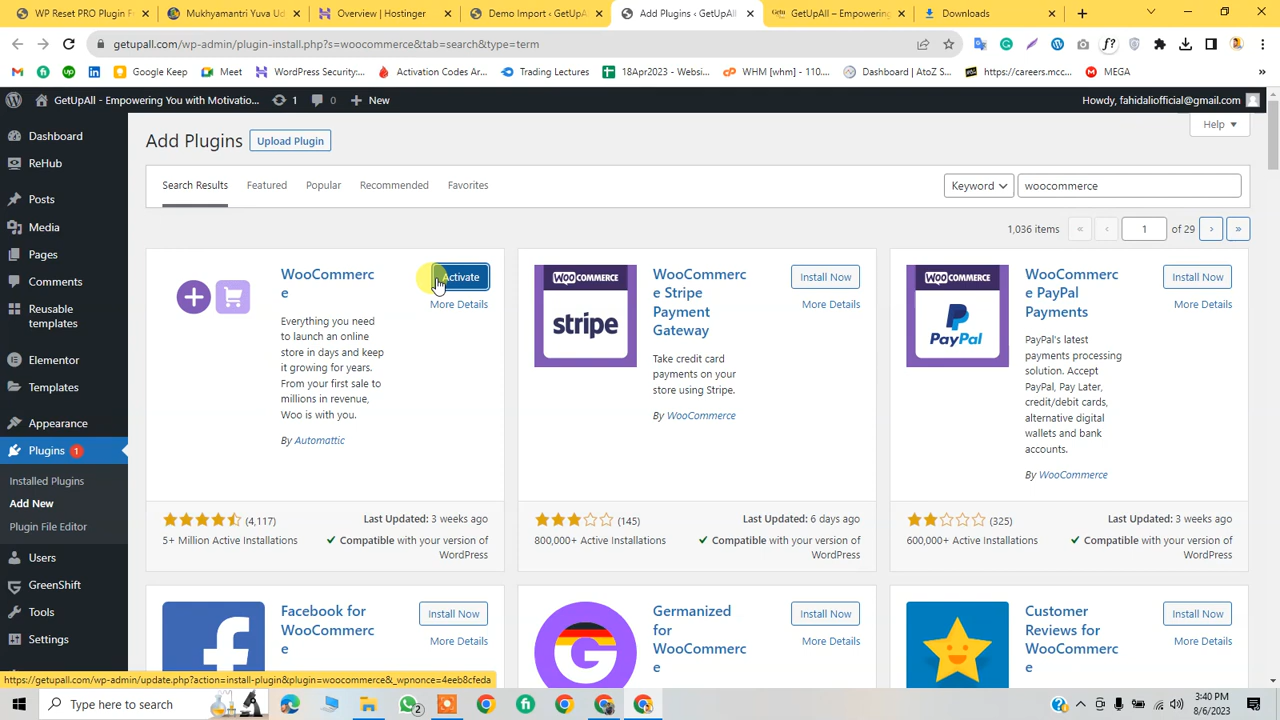 WP Reset PRO Plugin F
Mukhyamantri Yuva Ud
Overview | Hostinger
Demo Import ‹ GetUpA
Add Plugins ‹ GetUpAll
GetUpAll – Empowering
Downloads
getupall.com/wp-admin/plugin-install.php?s=woocommerce&tab=search&type=term
Google Keep
Meet
WordPress Security:...
Activation Codes Ar...
Trading Lectures
18Apr2023 - Websi...
WHM [whm] - 110....
Dashboard | AtoZ S...
https://careers.mcc...
MEGA
GetUpAll - Empowering You with Motivatio...
1
0
New
Howdy, fahidaliofficial@gmail.com
Dashboard
ReHub
Posts
Media
Pages
Comments
Reusable
templates
Elementor
Templates
Appearance
Plugins 1
Installed Plugins
Add New
Plugin File Editor
Users
GreenShift
Tools
Settings
Add Plugins
Upload Plugin
Help
Search Results
Featured
Popular
Recommended
Favorites
Keyword
woocommerce
1,036 items « ‹ 1 of 29 › »
WooCommerc
e
Activate
More Details
Everything you need
to launch an online
store in days and keep
it growing for years.
From your first sale to
millions in revenue,
Woo is with you.
By Automattic
(4,117)
5+ Million Active Installations
Last Updated: 3 weeks ago
Compatible with your version of
WordPress
WOO COMMERCE
stripe
WooCommerc
e Stripe
Payment
Gateway
Install Now
More Details
Take credit card
payments on your
store using Stripe.
By WooCommerce
(145)
800,000+ Active Installations
Last Updated: 6 days ago
Compatible with your version of
WordPress
WOO COMMERCE
PayPal
WooCommerc
e PayPal
Payments
Install Now
More Details
PayPal's latest
payments processing
solution. Accept
PayPal, Pay Later,
credit/debit cards,
alternative digital
wallets and bank
accounts.
By WooCommerce
(325)
600,000+ Active Installations
Last Updated: 3 weeks ago
Compatible with your version of
WordPress
Facebook for
WooCommerc
e
Install Now
More Details
Germanized
for
WooCommerc
e
Install Now
More Details
Customer
Reviews for
WooCommerc
e
Install Now
More Details
https://getupall.com/wp-admin/update.php?action=install-plugin&plugin=woocommerce&_wpnonce=4eeb8cfeda
Type here to search
2
3:40 PM
8/6/2023